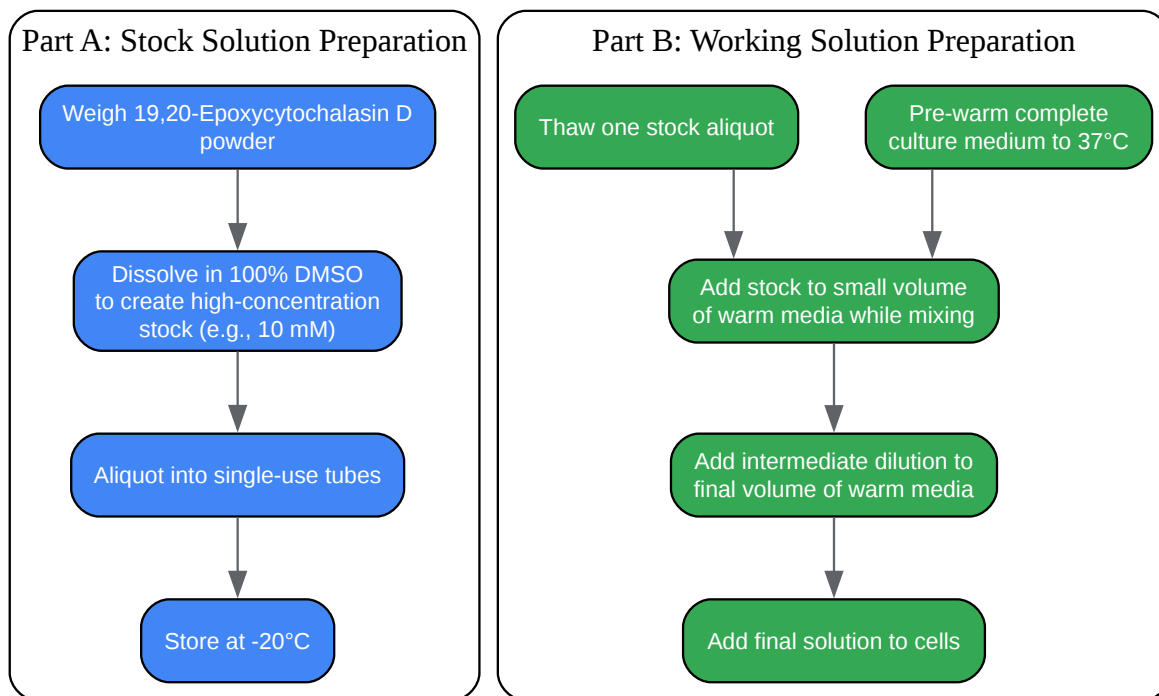 Part A: Stock Solution Preparation
Weigh 19,20-Epoxycytochalasin D
powder
Dissolve in 100% DMSO
to create high-concentration
stock (e.g., 10 mM)
Aliquot into single-use tubes
Store at -20°C
Part B: Working Solution Preparation
Thaw one stock aliquot
Pre-warm complete
culture medium to 37°C
Add stock to small volume
of warm media while mixing
Add intermediate dilution to
final volume of warm media
Add final solution to cells